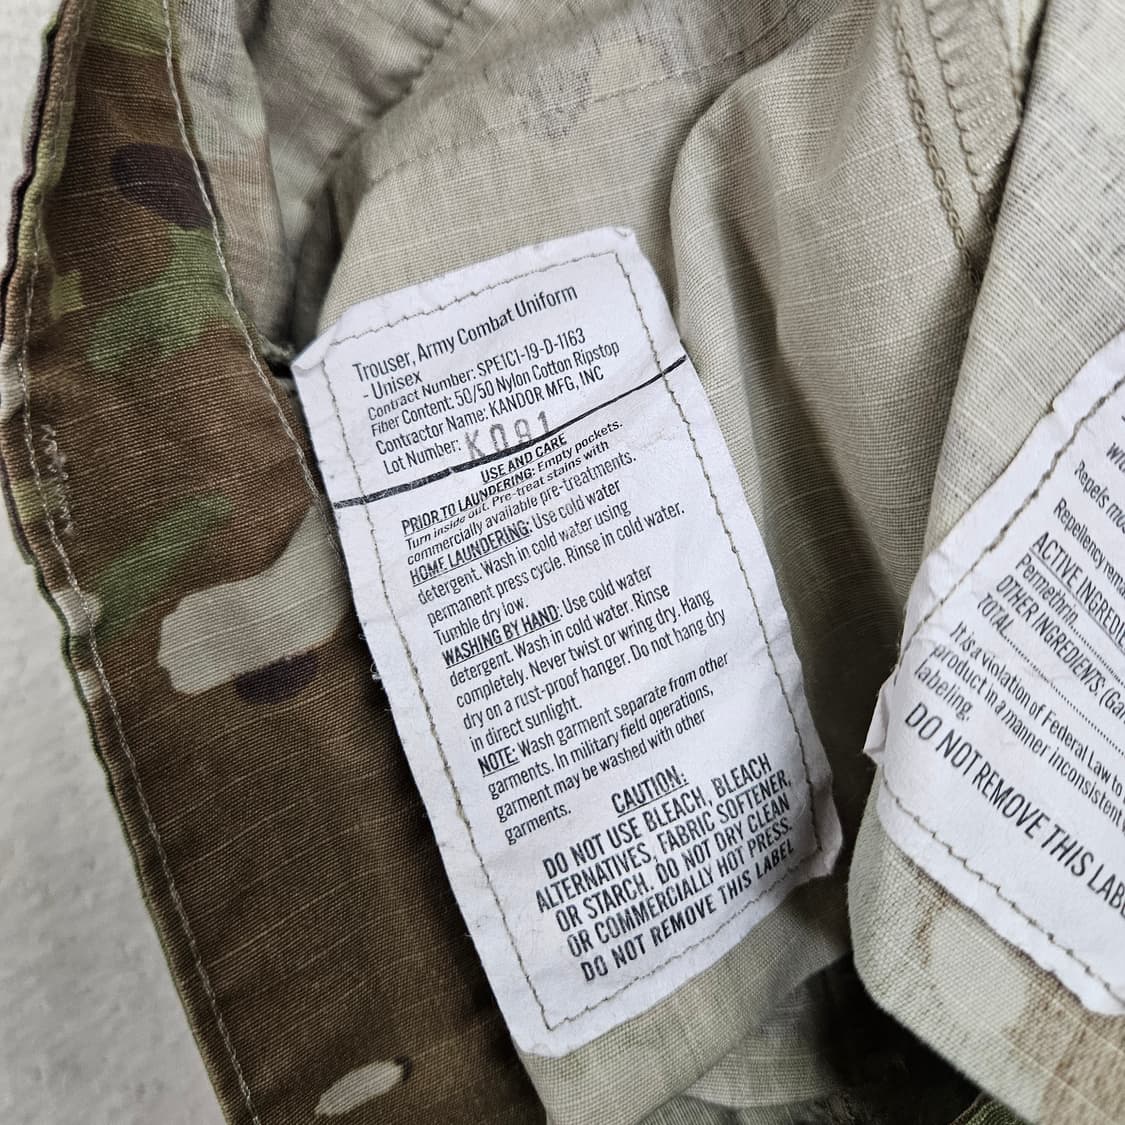 Trouser, Army Combat Uniform
- Unisex
Contract Number: SPE1C1-19-D-1163
Fiber Content: 50/50 Nylon Cotton Ripstop
Contractor Name: KANDOR MFG, INC
Lot Number: K081
USE AND CARE
PRIOR TO LAUNDERING: Empty pockets.
Turn inside out. Pre-treat stains with
commercially available pre-treatments.
HOME LAUNDERING: Use cold water
detergent. Wash in cold water using
permanent press cycle. Rinse in cold water.
Tumble dry low.
WASHING BY HAND: Use cold water
detergent. Wash in cold water. Rinse
completely. Never twist or wring dry. Hang
dry on a rust-proof hanger. Do not hang dry
in direct sunlight.
NOTE: Wash garment separate from other
garments. In military field operations,
garment may be washed with other
garments.
CAUTION:
DO NOT USE BLEACH, BLEACH
ALTERNATIVES, FABRIC SOFTENER,
OR STARCH. DO NOT DRY CLEAN
OR COMMERCIALLY HOT PRESS.
DO NOT REMOVE THIS LABEL
Repels
Repellency
ACTIVE
Permethrin
OTHER INGREDIENTS:
TOTAL
It is a violation of Federal Law to
product in a manner inconsistent
labeling.
DO NOT REMOVE THIS